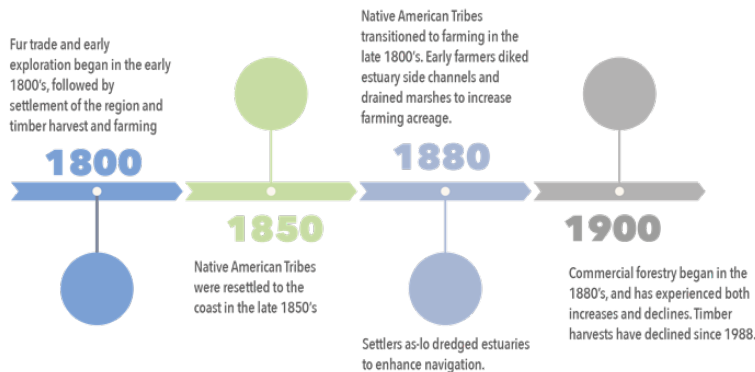 Fur trade and early
exploration began in the early
1800's, followed by
settlement of the region and
timber harvest and farming
1800
1850
Native American Tribes
were resettled to the
coast in the late 1850's
Native American Tribes
transitioned to farming in the
late 1800's. Early farmers diked
estuary side channels and
drained marshes to increase
farming acreage.
1880
Settlers as-lo dredged estuaries
to enhance navigation.
1900
Commercial forestry began in the
1880's, and has experienced both
increases and declines. Timber
harvests have declined since 1988.